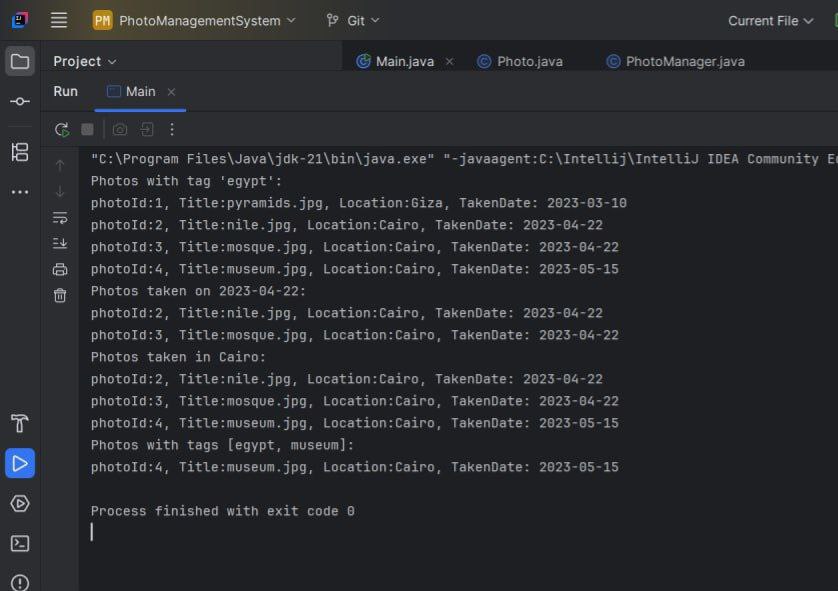 PM PhotoManagementSystem Git Current File
Project Main.java Photo.java PhotoManager.java
Run Main
"C:\Program Files\Java\jdk-21\bin\java.exe" "-javaagent:C:\Intellij\IntelliJ IDEA Community
Photos with tag 'egypt':
photoId:1, Title:pyramids.jpg, Location:Giza, TakenDate: 2023-03-10
photoId:2, Title:nile.jpg, Location:Cairo, TakenDate: 2023-04-22
photoId:3, Title:mosque.jpg, Location:Cairo, TakenDate: 2023-04-22
photoId:4, Title:museum.jpg, Location:Cairo, TakenDate: 2023-05-15
Photos taken on 2023-04-22:
photoId:2, Title:nile.jpg, Location:Cairo, TakenDate: 2023-04-22
photoId:3, Title:mosque.jpg, Location:Cairo, TakenDate: 2023-04-22
Photos taken in Cairo:
photoId:2, Title:nile.jpg, Location:Cairo, TakenDate: 2023-04-22
photoId:3, Title:mosque.jpg, Location:Cairo, TakenDate: 2023-04-22
photoId:4, Title:museum.jpg, Location:Cairo, TakenDate: 2023-05-15
Photos with tags [egypt, museum]:
photoId:4, Title:museum.jpg, Location:Cairo, TakenDate: 2023-05-15
Process finished with exit code 0